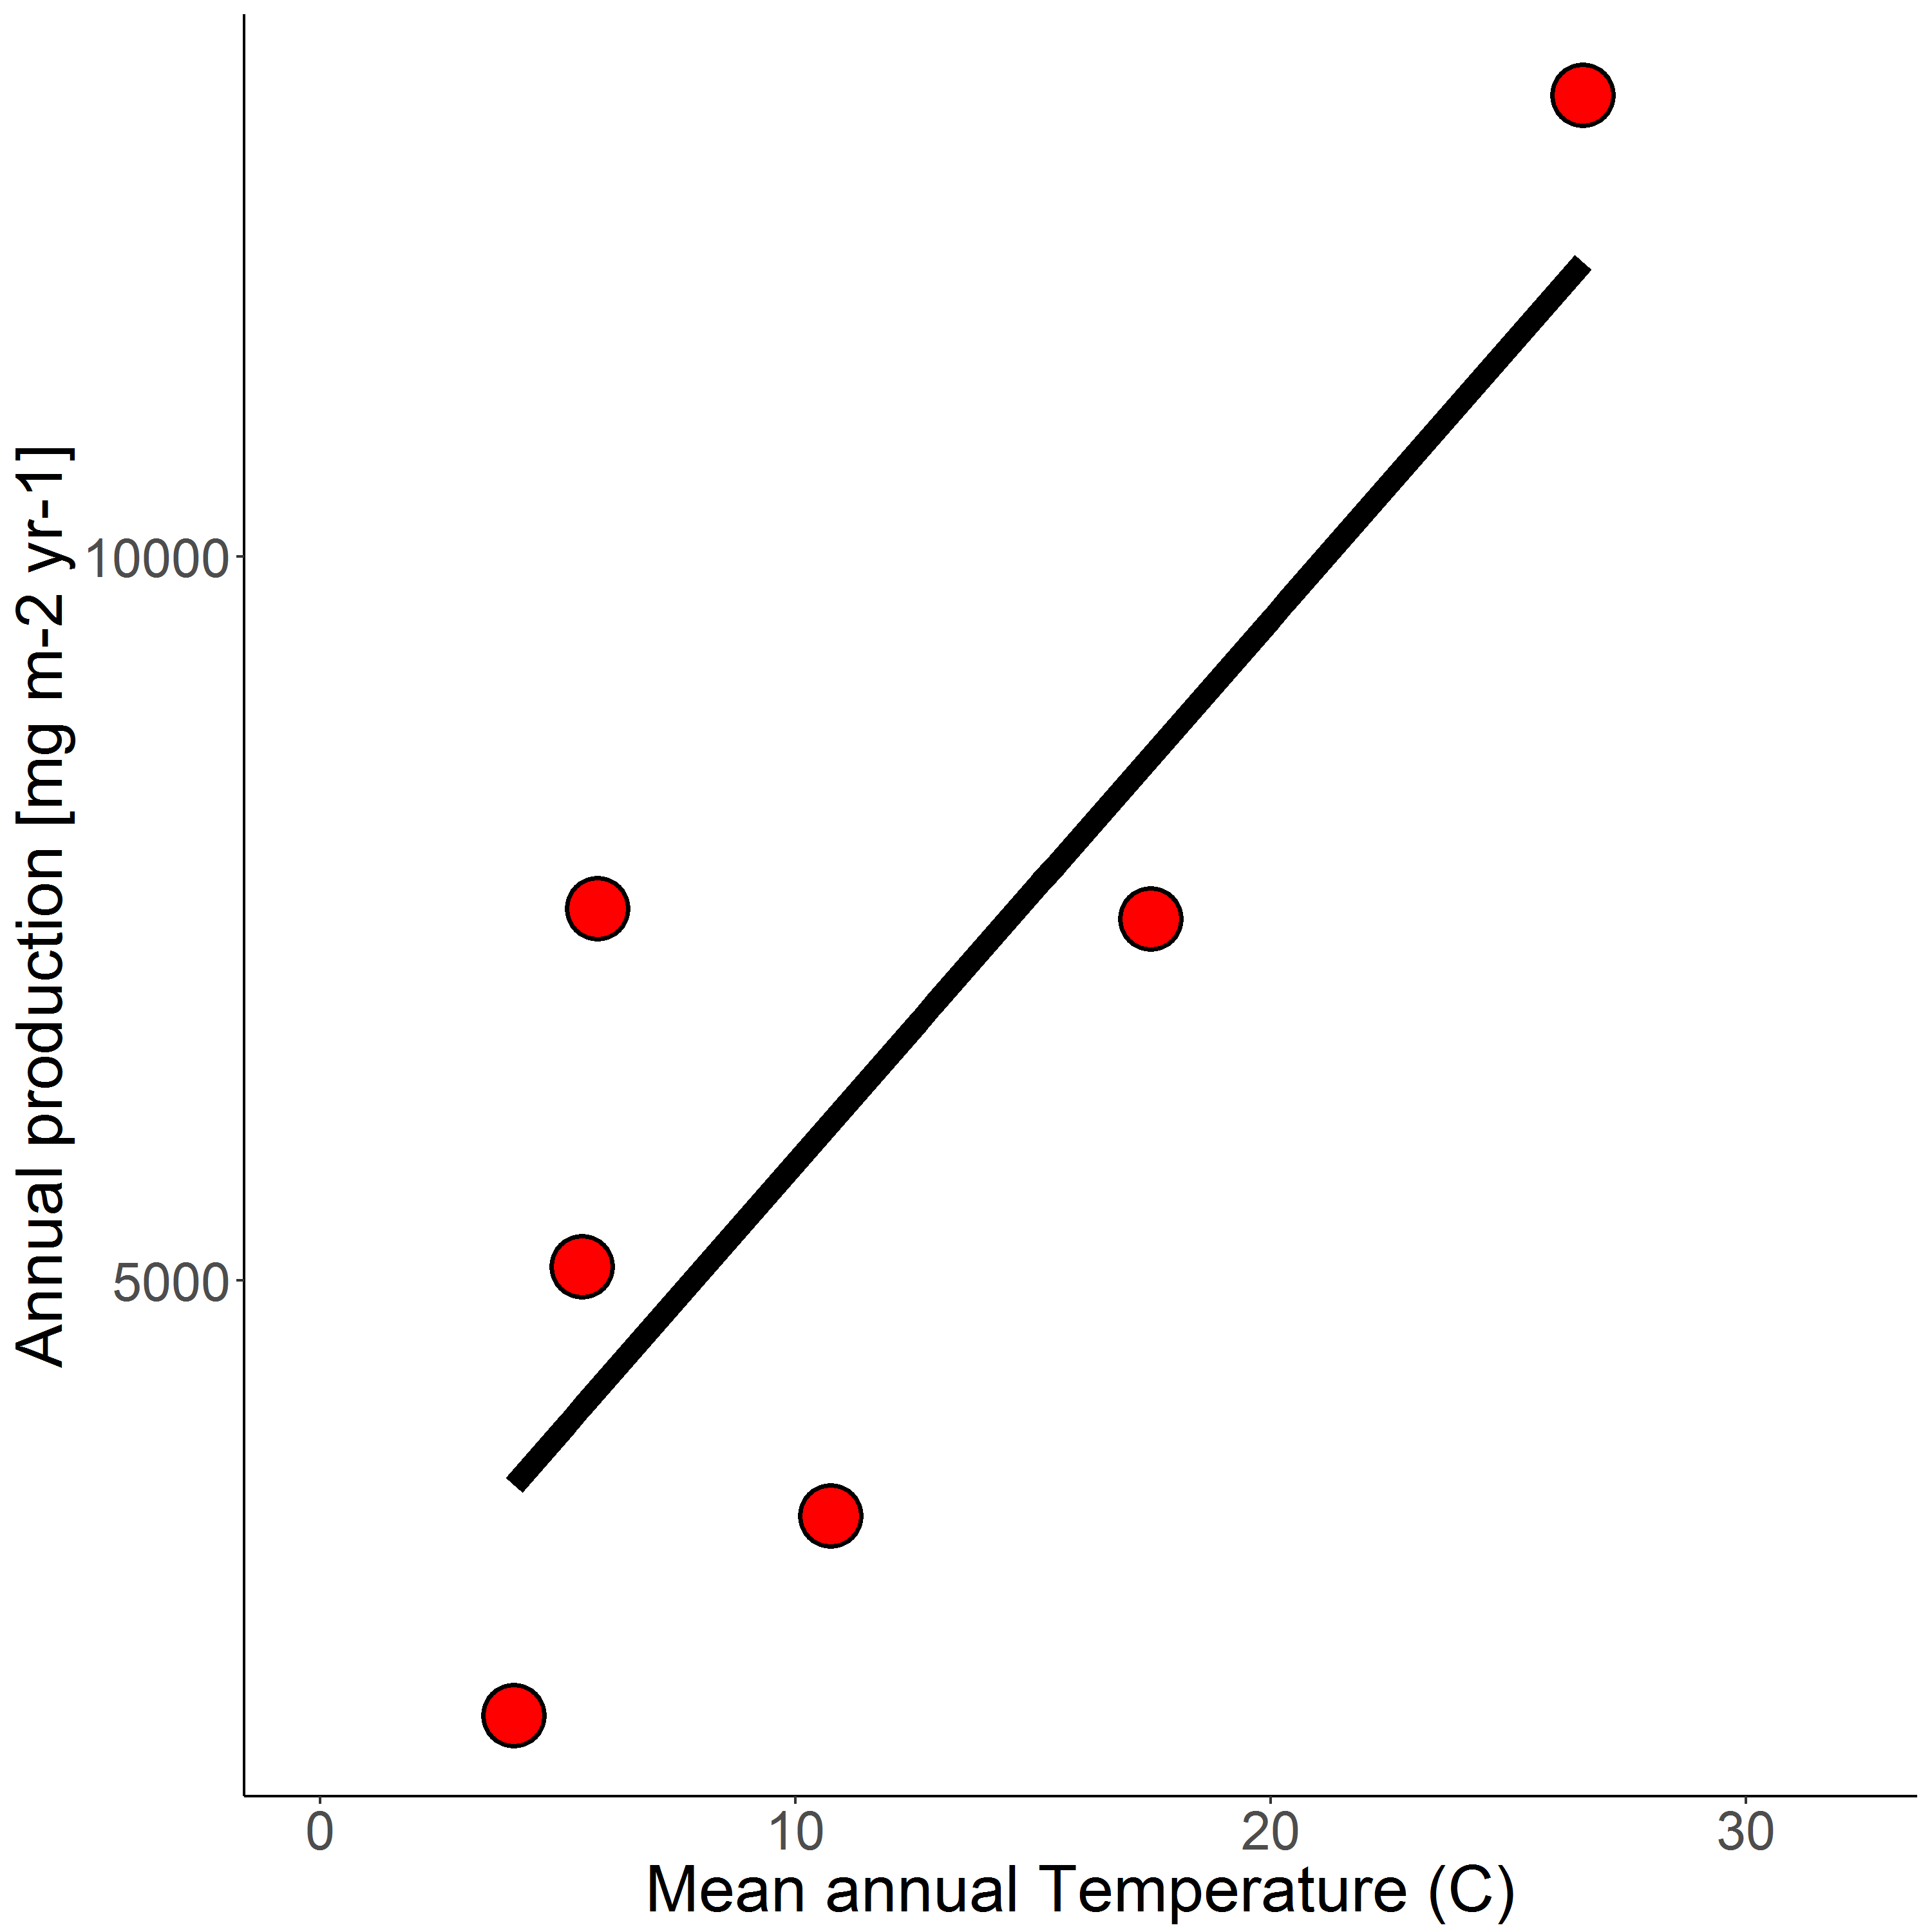 Annual production [mg m-2 yr-1]
10000
5000
0 10 20 30
Mean annual Temperature (C)